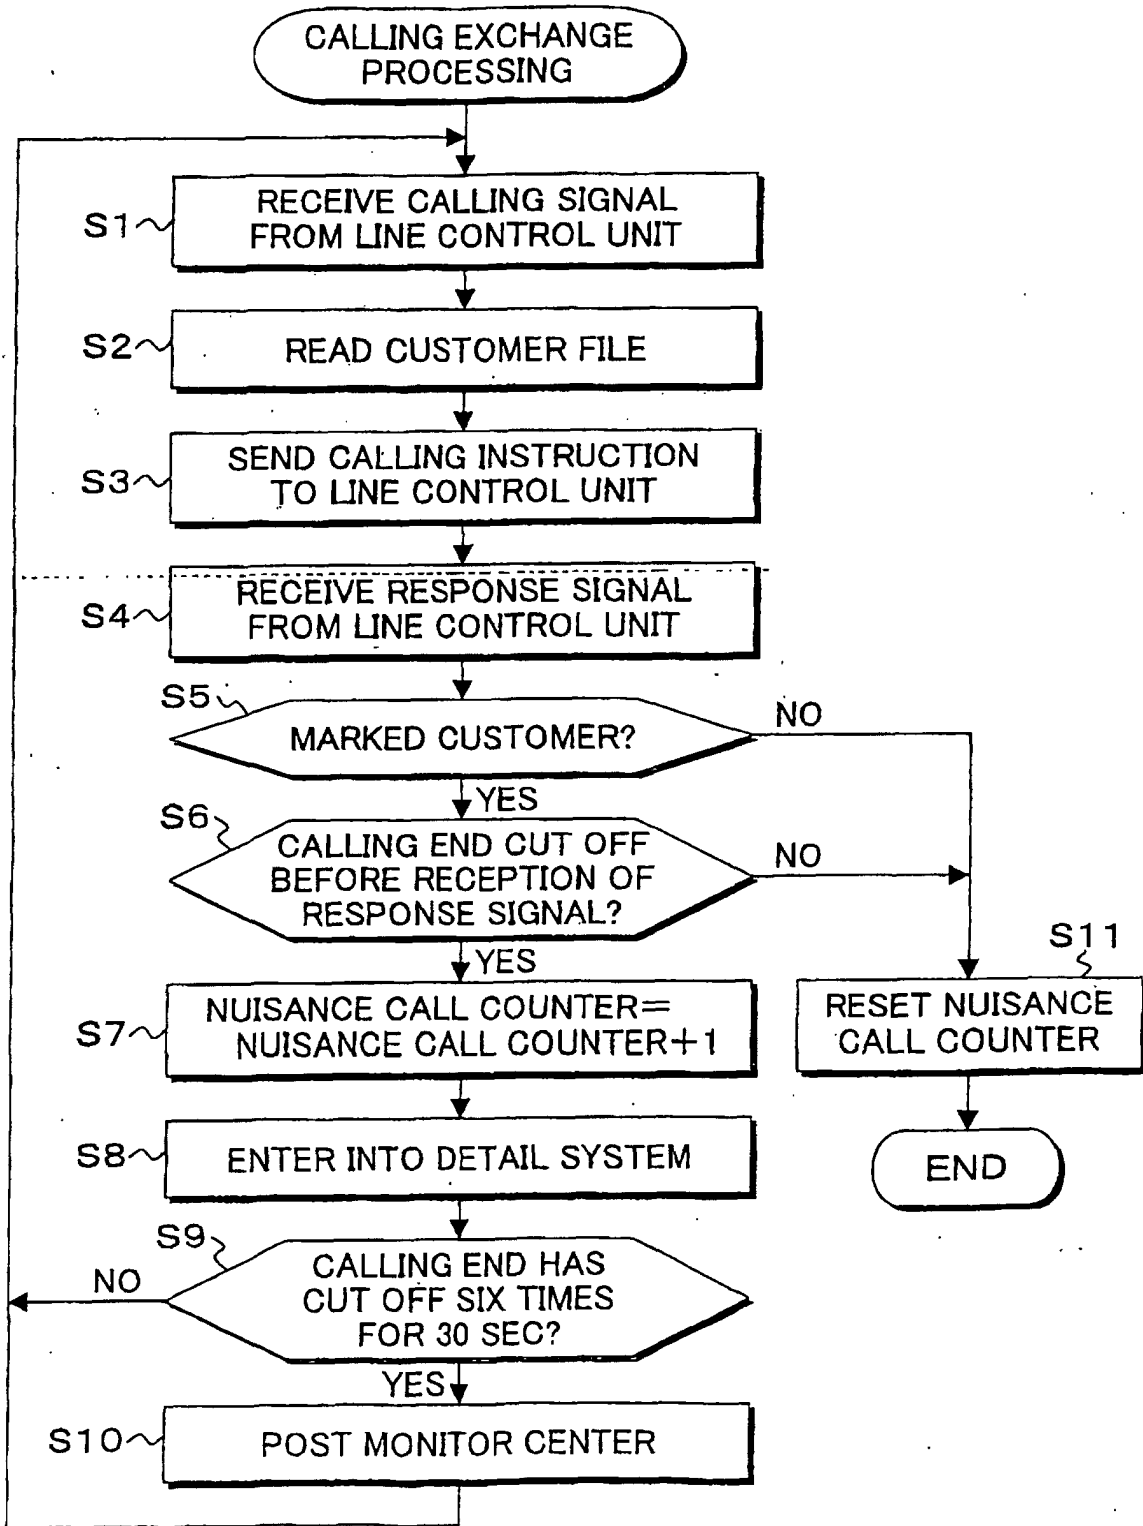 CALLING EXCHANGE
PROCESSING
S1
RECEIVE CALLING SIGNAL
FROM LINE CONTROL UNIT
S2
READ CUSTOMER FILE
S3
SEND CALLING INSTRUCTION
TO LINE CONTROL UNIT
S4
RECEIVE RESPONSE SIGNAL
FROM LINE CONTROL UNIT
S5
MARKED CUSTOMER?
NO
YES
S6
CALLING END CUT OFF
BEFORE RECEPTION OF
RESPONSE SIGNAL?
NO
YES
S7
NUISANCE CALL COUNTER=
NUISANCE CALL COUNTER+1
S11
RESET NUISANCE
CALL COUNTER
S8
ENTER INTO DETAIL SYSTEM
END
S9
CALLING END HAS
CUT OFF SIX TIMES
FOR 30 SEC?
NO
YES
S10
POST MONITOR CENTER